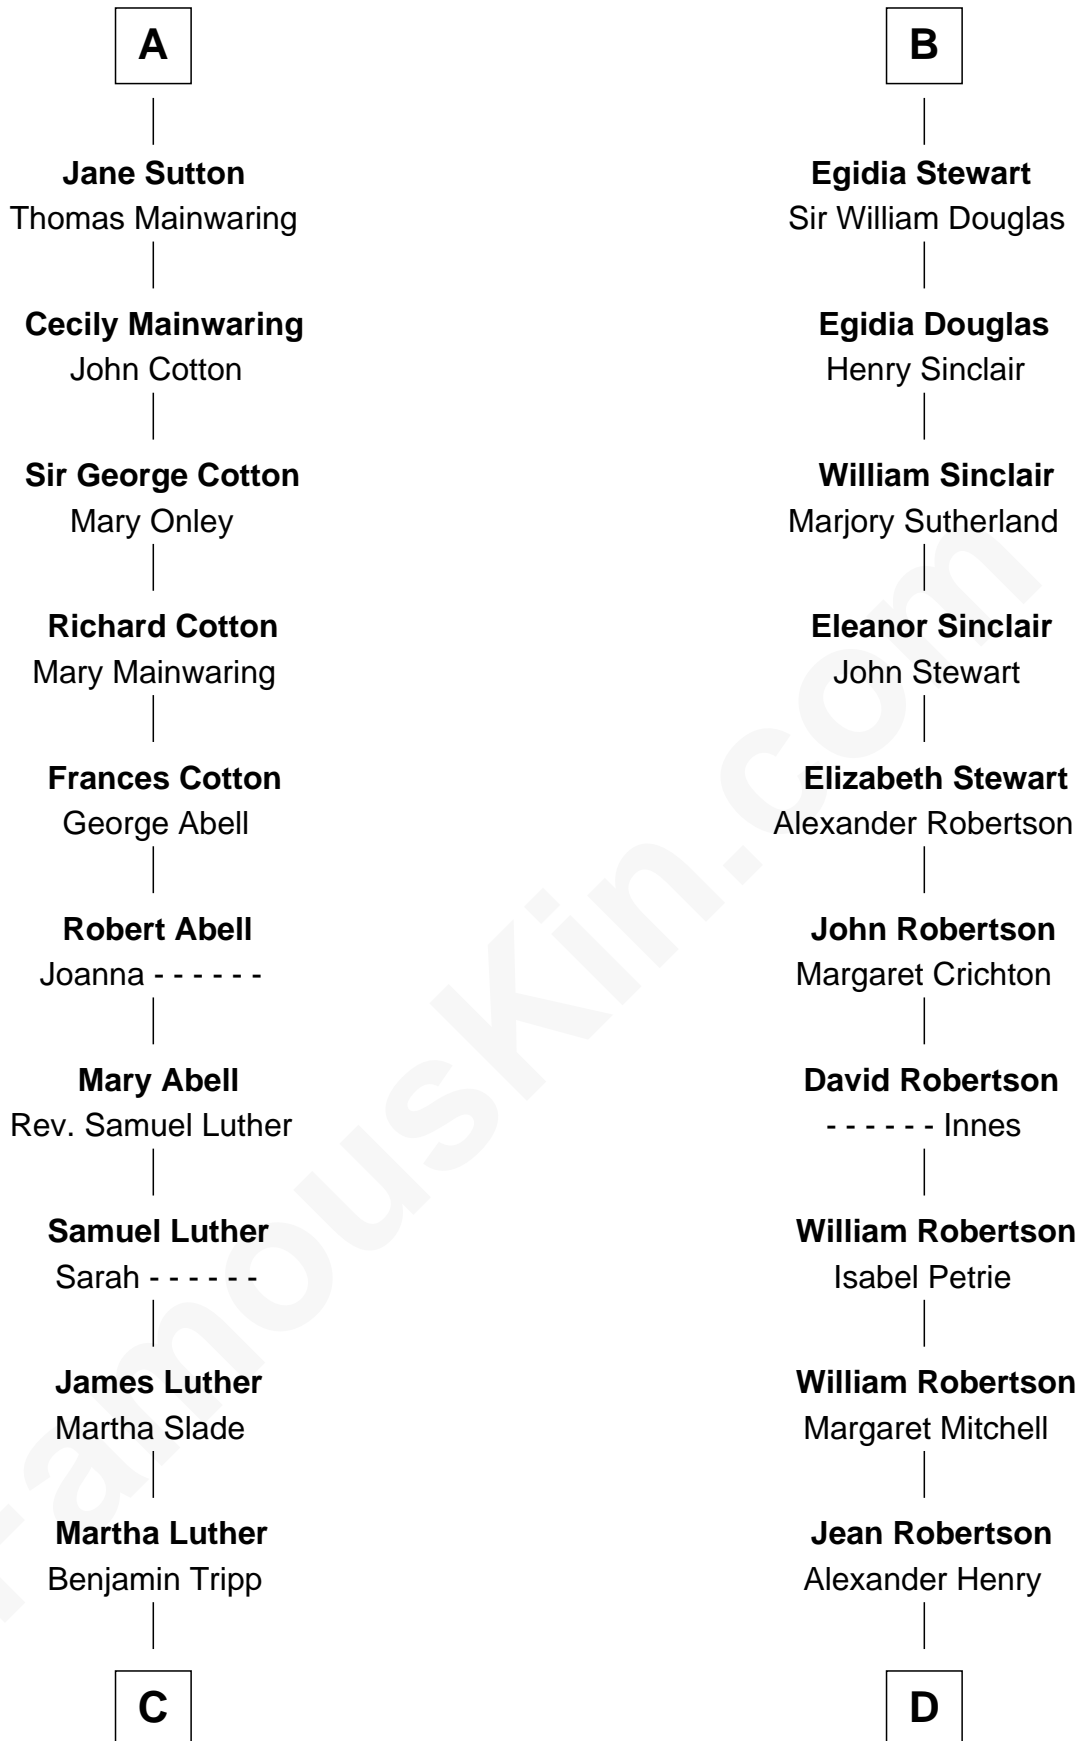 A
Jane Sutton
Thomas Mainwaring
Cecily Mainwaring
John Cotton
Sir George Cotton
Mary Onley
Richard Cotton
Mary Mainwaring
Frances Cotton
George Abell
Robert Abell
Joanna - - - - - -
Mary Abell
Rev. Samuel Luther
Samuel Luther
Sarah - - - - - -
James Luther
Martha Slade
Martha Luther
Benjamin Tripp
C
B
Egidia Stewart
Sir William Douglas
Egidia Douglas
Henry Sinclair
William Sinclair
Marjory Sutherland
Eleanor Sinclair
John Stewart
Elizabeth Stewart
Alexander Robertson
John Robertson
Margaret Crichton
David Robertson
- - - - - - Innes
William Robertson
Isabel Petrie
William Robertson
Margaret Mitchell
Jean Robertson
Alexander Henry
D
FamousKin.com